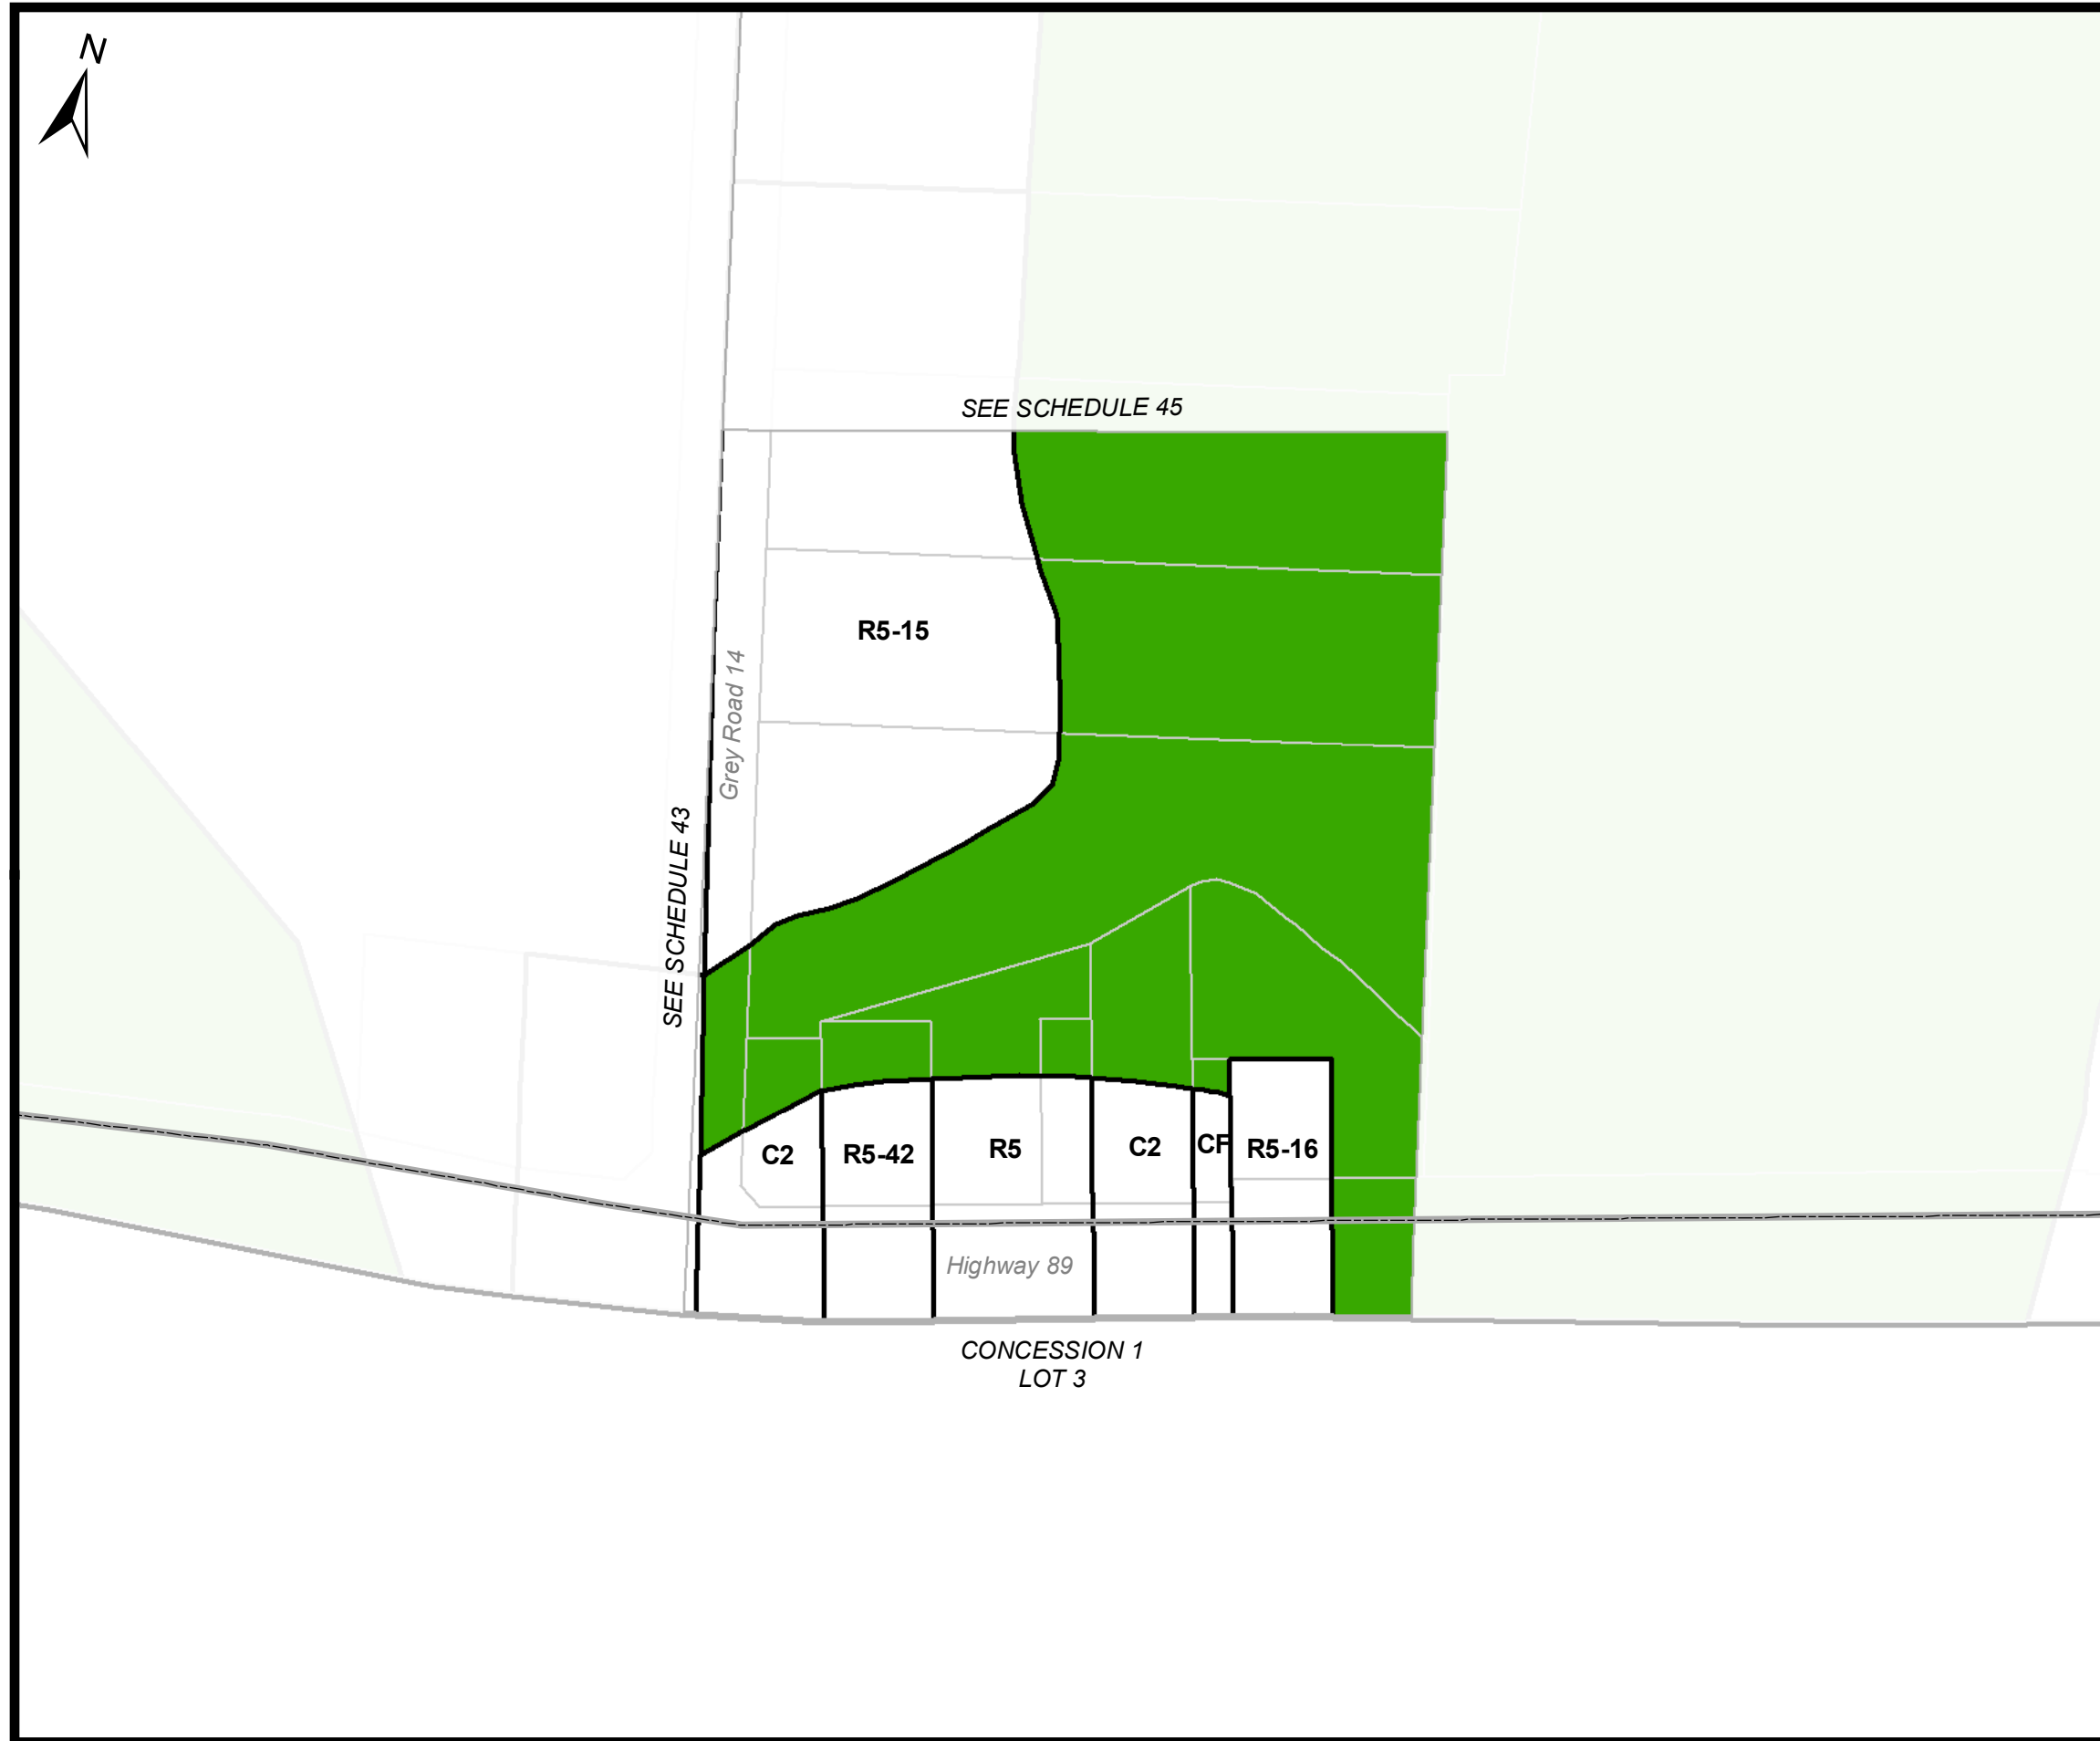 N
SEE SCHEDULE 45
R5-15
Grey Road 14
SEE SCHEDULE 43
C2
R5-42
R5
C2
CF
R5-16
Highway 89
CONCESSION 1
LOT 3